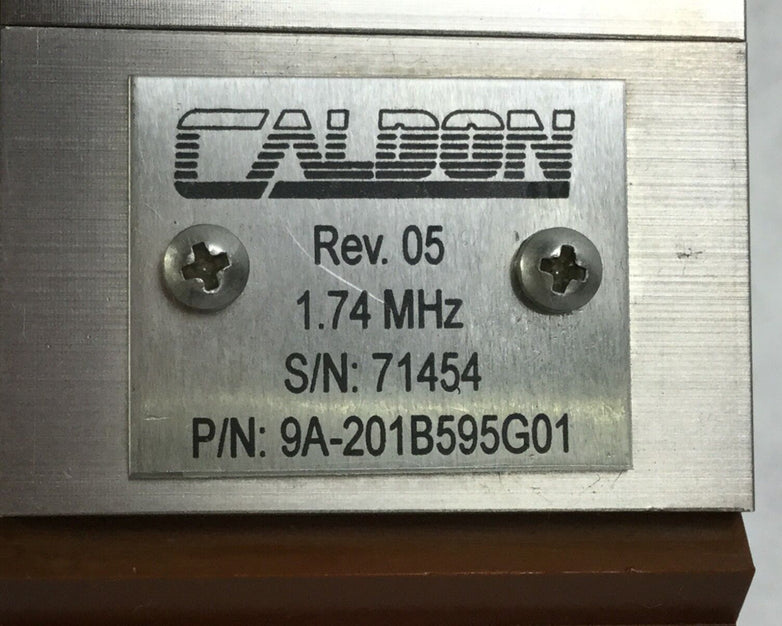 CALDON
Rev. 05
1.74 MHz
S/N: 71454
P/N: 9A-201B595G01